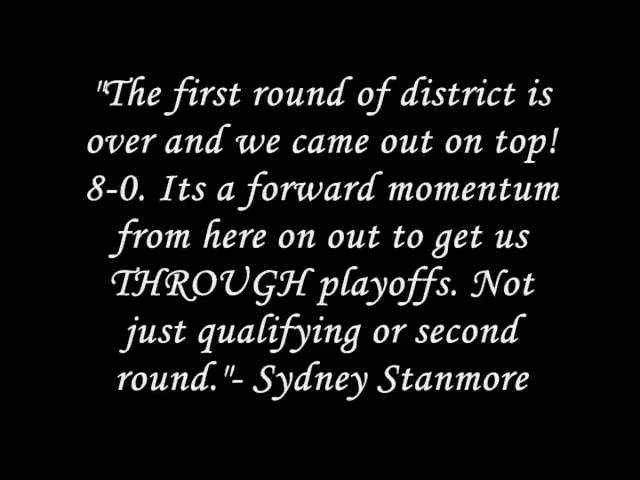 "The first round of district is
over and we came out on top!
8-0. Its a forward momentum
from here on out to get us
THROUGH playoffs. Not
just qualifying or second
round."- Sydney Stanmore